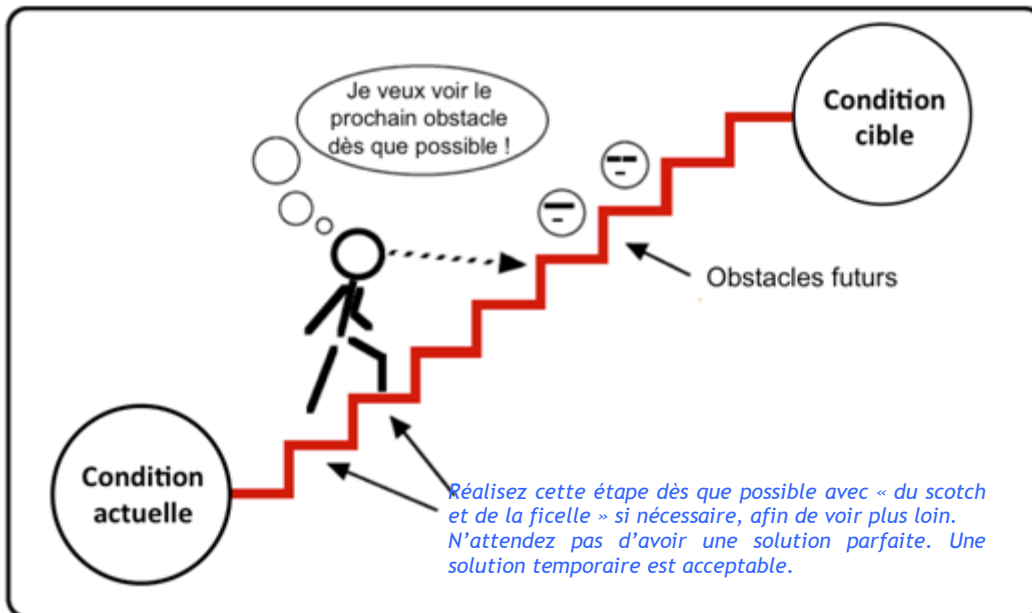 Je veux voir le
prochain obstacle
dès que possible !
Condition
cible
Obstacles futurs
Condition
actuelle
Réalisez cette étape dès que possible avec « du scotch
et de la ficelle » si nécessaire, afin de voir plus loin.
N’attendez pas d’avoir une solution parfaite. Une
solution temporaire est acceptable.